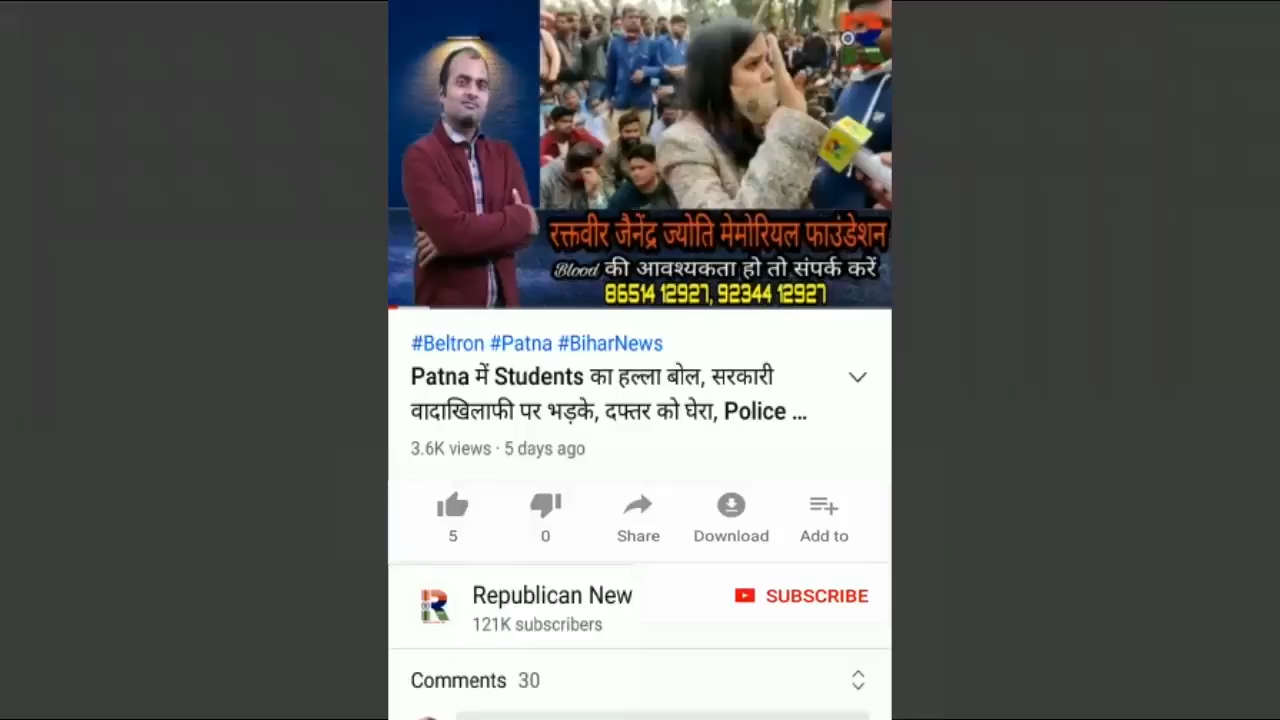 रक्तवीर जैनेंद्र ज्योति मेमोरियल फाउंडेशन
Blood की आवश्यकता हो तो संपर्क करें
86514 12927, 92344 12927
#Beltron #Patna #BiharNews
Patna में Students का हल्ला बोल, सरकारी
वादाखिलाफी पर भड़के, दफ्तर को घेरा, Police ...
3.6K views · 5 days ago
5
0
Share
Download
Add to
R
Republican New
121K subscribers
SUBSCRIBE
Comments 30